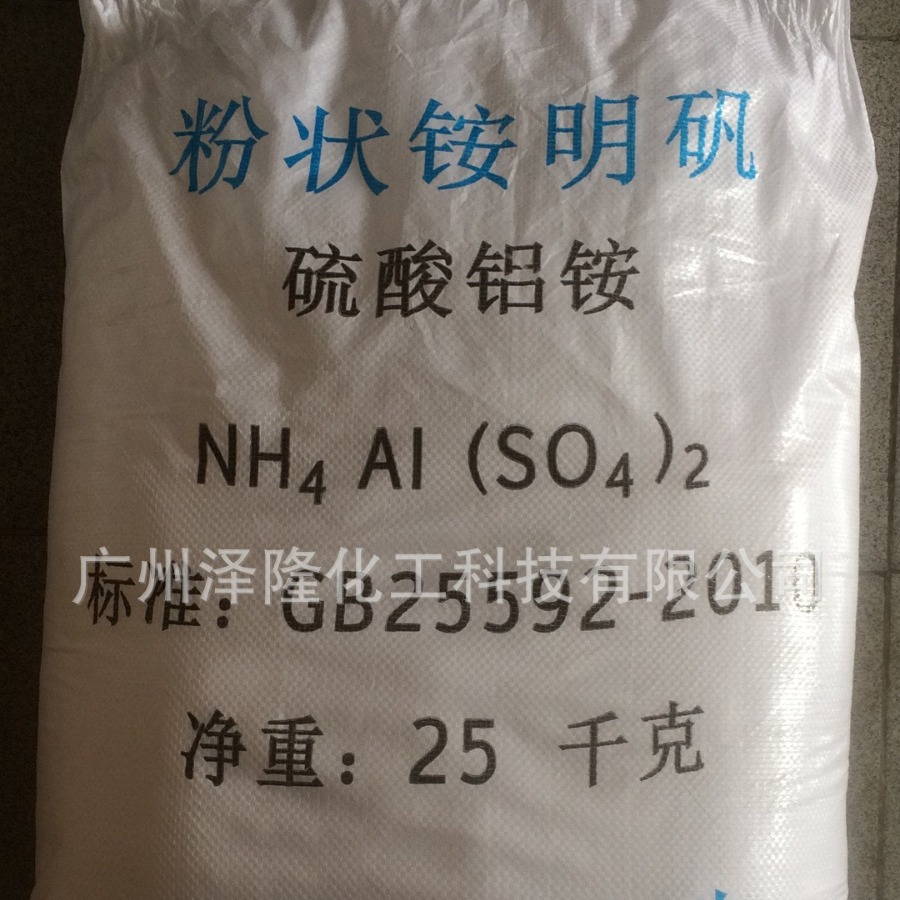 粉状铵明矾
硫酸铝铵
NH₄ Al (SO₄)₂
广州泽隆化工科技有限公司
标准：GB25592-2010
净重：25 千克